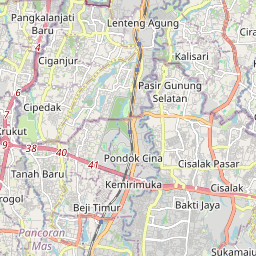 Pangkalanjati
Baru
Lenteng Agung
Cira
Kalisari
Ciganjur
6
Pasir Gunung
Selatan
Cipedak
Krukut
38
40
41
Pondok Cina
Cisalak Pasar
Tanah Baru
Kemirimuka
Cisalak
rogol
Beji Timur
Bakti Jaya
Pancoran
Mas
Sukamaju
6